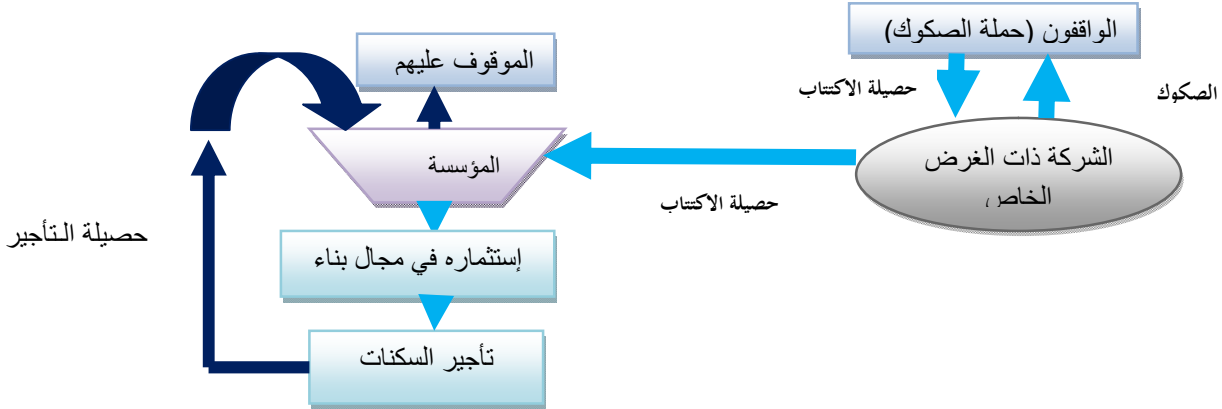 الواقفون (حملة الصكوك)
الموقوف عليهم
حصيلة الاكتتاب
الصكوك
الشركة ذات الغرض
الخاص
المؤسسة
حصيلة الاكتتاب
حصيلة التأجير
إستثماره في مجال بناء
تأجير السكنات